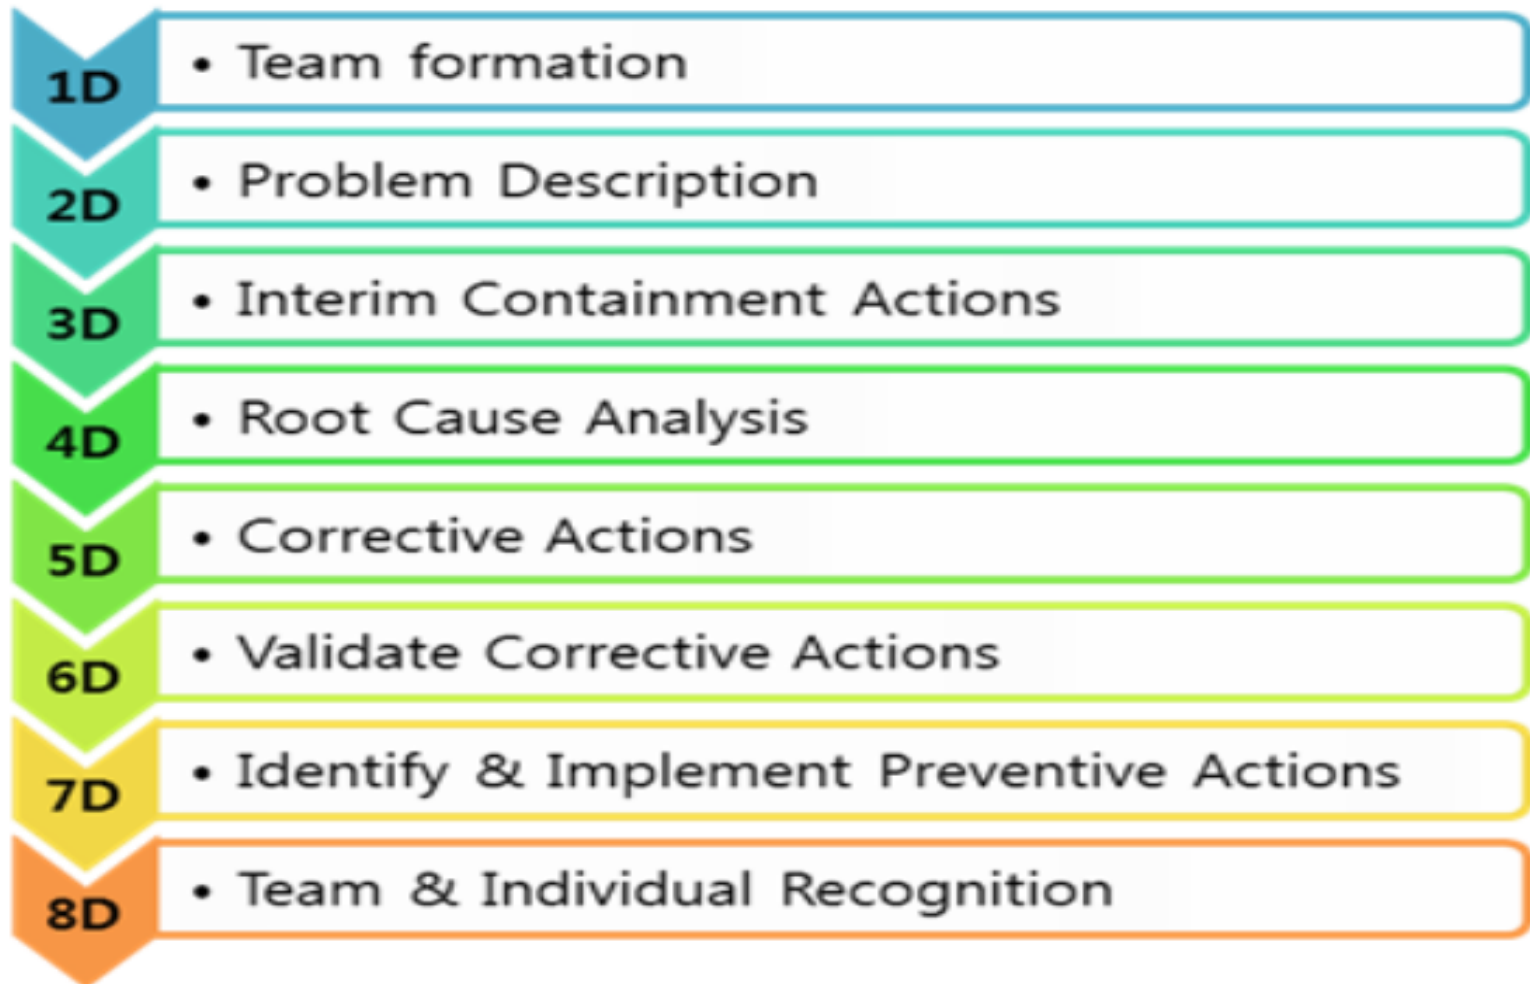 1D • Team formation
2D • Problem Description
3D • Interim Containment Actions
4D • Root Cause Analysis
5D • Corrective Actions
6D • Validate Corrective Actions
7D • Identify & Implement Preventive Actions
8D • Team & Individual Recognition